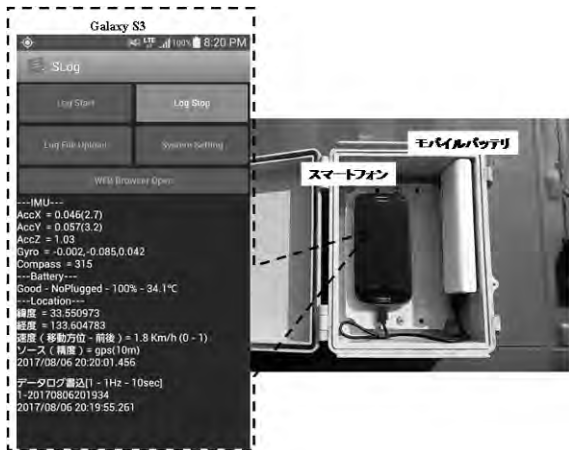 Galaxy S3
LTE 100% 8:20 PM
SLog
Log Start
Log Stop
Log File Upload
System Setting
WEB Browser Open
---IMU---
AccX = 0.046(2.7)
AccY = 0.057(3.2)
AccZ = 1.03
Gyro = -0.002,-0.085,0.042
Compass = 315
---Battery---
Good - NoPlugged - 100% - 34.1℃
---Location---
緯度 = 33.550973
経度 = 133.604783
速度 ( 移動方位 - 前後 ) = 1.8 Km/h (0 - 1)
ソース ( 精度 ) = gps(10m)
2017/08/06 20:20:01.456
データログ書込[1 - 1Hz - 10sec]
1-20170806201934
2017/08/06 20:19:55.261
モバイルバッテリ
スマートフォン